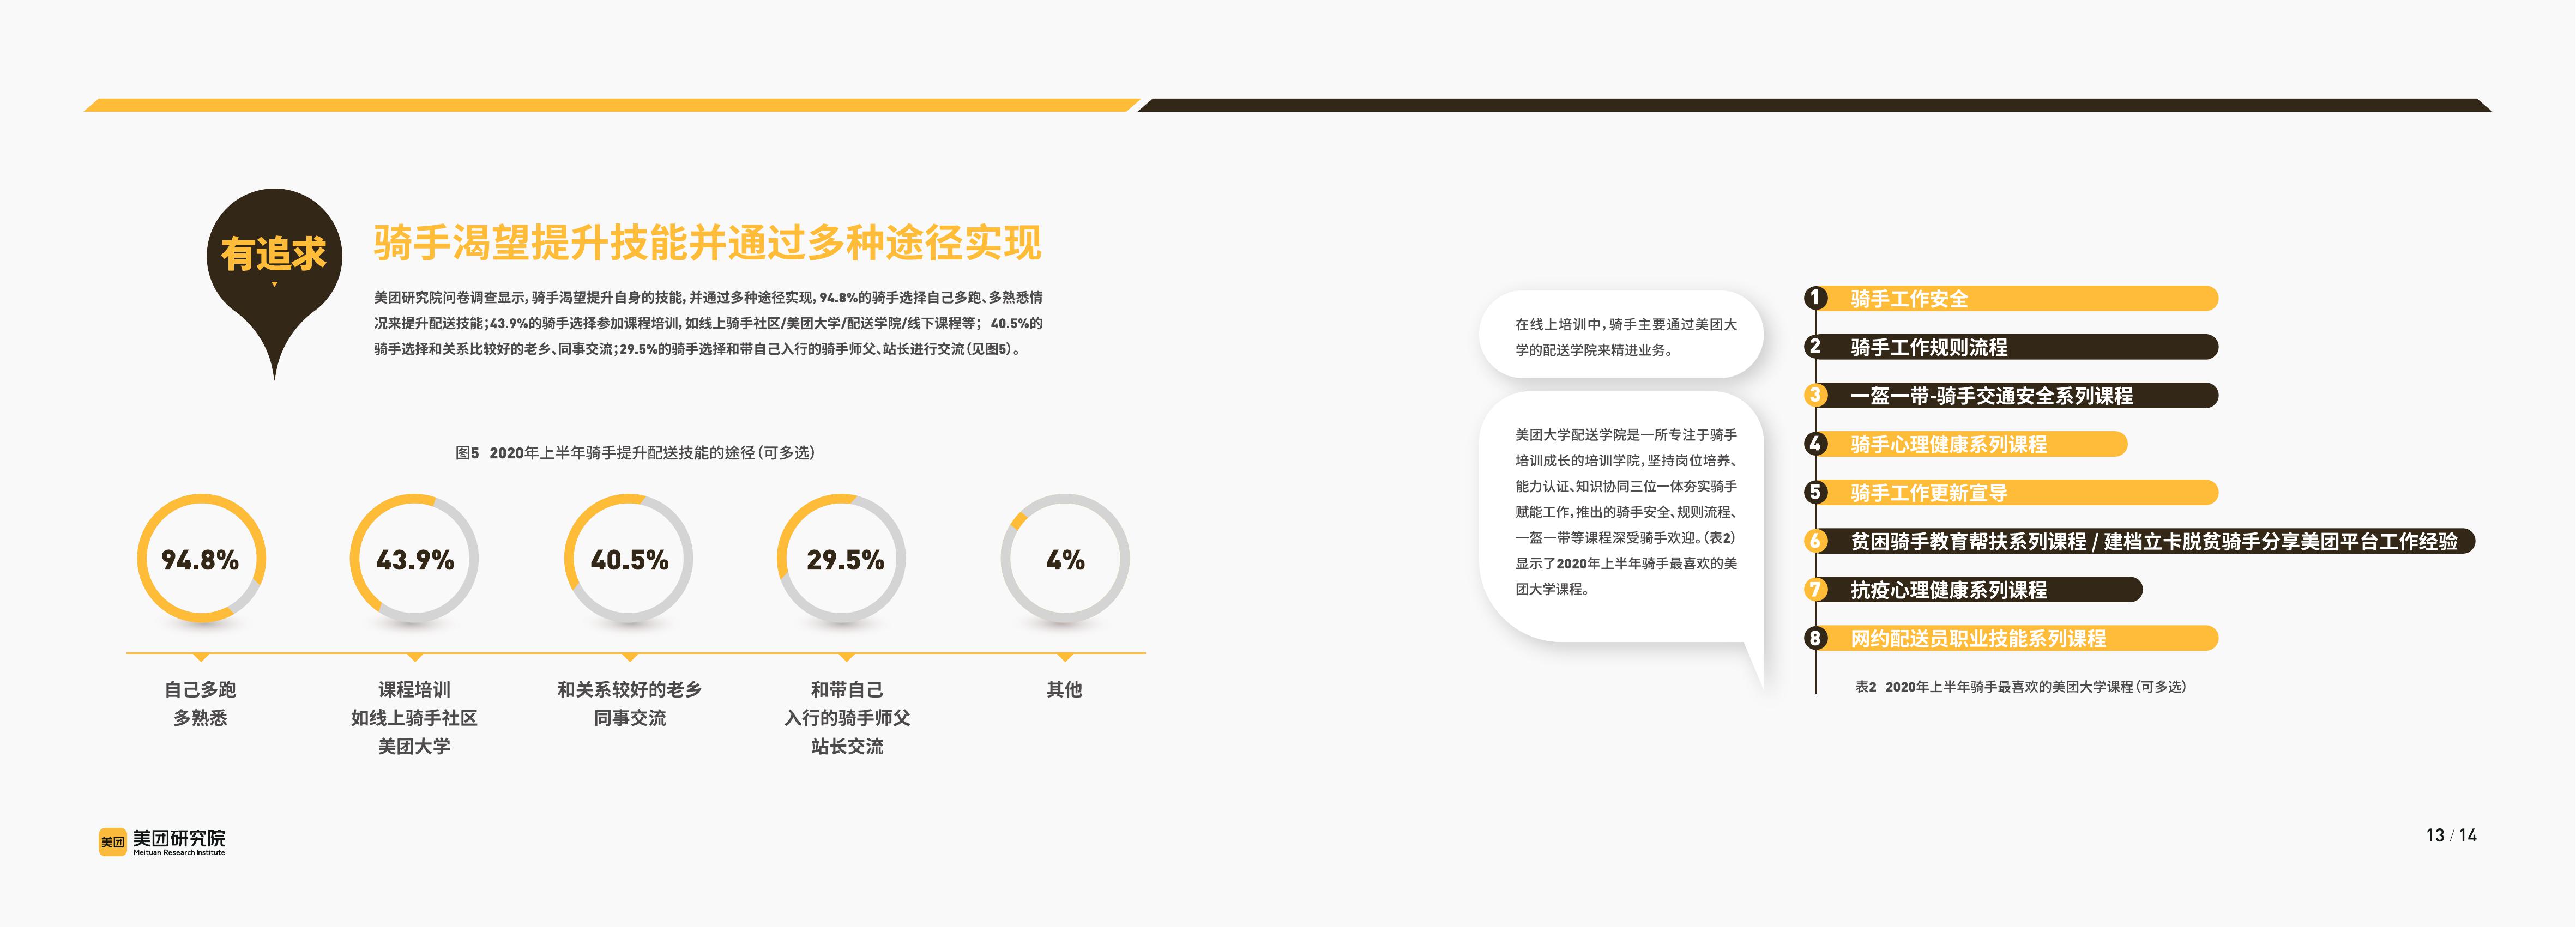 有追求
骑手渴望提升技能并通过多种途径实现
美团研究院问卷调查显示，骑手渴望提升自身的技能，并通过多种途径实现，94.8%的骑手选择自己多跑、多熟悉情
况来提升配送技能；43.9%的骑手选择参加课程培训，如线上骑手社区/美团大学/配送学院/线下课程等； 40.5%的
骑手选择和关系比较好的老乡、同事交流；29.5%的骑手选择和带自己入行的骑手师父、站长进行交流（见图5）。
图5 2020年上半年骑手提升配送技能的途径（可多选）
94.8%
43.9%
40.5%
29.5%
4%
自己多跑
多熟悉
课程培训
如线上骑手社区
美团大学
和关系较好的老乡
同事交流
和带自己
入行的骑手师父
站长交流
其他
在线上培训中，骑手主要通过美团大
学的配送学院来精进业务。
美团大学配送学院是一所专注于骑手
培训成长的培训学院，坚持岗位培养、
能力认证、知识协同三位一体夯实骑手
赋能工作，推出的骑手安全、规则流程、
一盔一带等课程深受骑手欢迎。（表2）
显示了2020年上半年骑手最喜欢的美
团大学课程。
1 骑手工作安全
2 骑手工作规则流程
3 一盔一带-骑手交通安全系列课程
4 骑手心理健康系列课程
5 骑手工作更新宣导
6 贫困骑手教育帮扶系列课程 / 建档立卡脱贫骑手分享美团平台工作经验
7 抗疫心理健康系列课程
8 网约配送员职业技能系列课程
表2 2020年上半年骑手最喜欢的美团大学课程（可多选）
美团 美团研究院
Meituan Research Institute
13 / 14